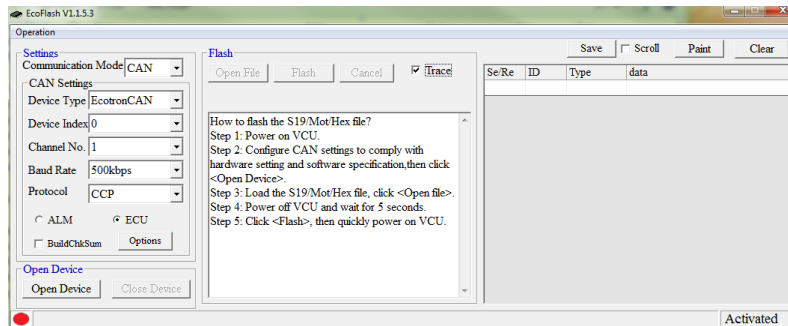 EcoFlash V1.1.5.3
Operation
Settings
Communication Mode CAN
CAN Settings
Device Type EcotronCAN
Device Index 0
Channel No. 1
Baud Rate 500kbps
Protocol CCP
ALM ECU
BuildChkSum Options
Open Device
Open Device Close Device
Flash
Open File Flash Cancel Trace
How to flash the S19/Mot/Hex file?
Step 1: Power on VCU.
Step 2: Configure CAN settings to comply with
hardware setting and software specification,then click
<Open Device>.
Step 3: Load the S19/Mot/Hex file, click <Open file>.
Step 4: Power off VCU and wait for 5 seconds.
Step 5: Click <Flash>, then quickly power on VCU.
Save Scroll Paint Clear
Se/Re ID Type data
Activated